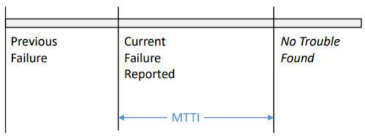 Previous
Failure
Current
Failure
Reported
No Trouble
Found
MTTI